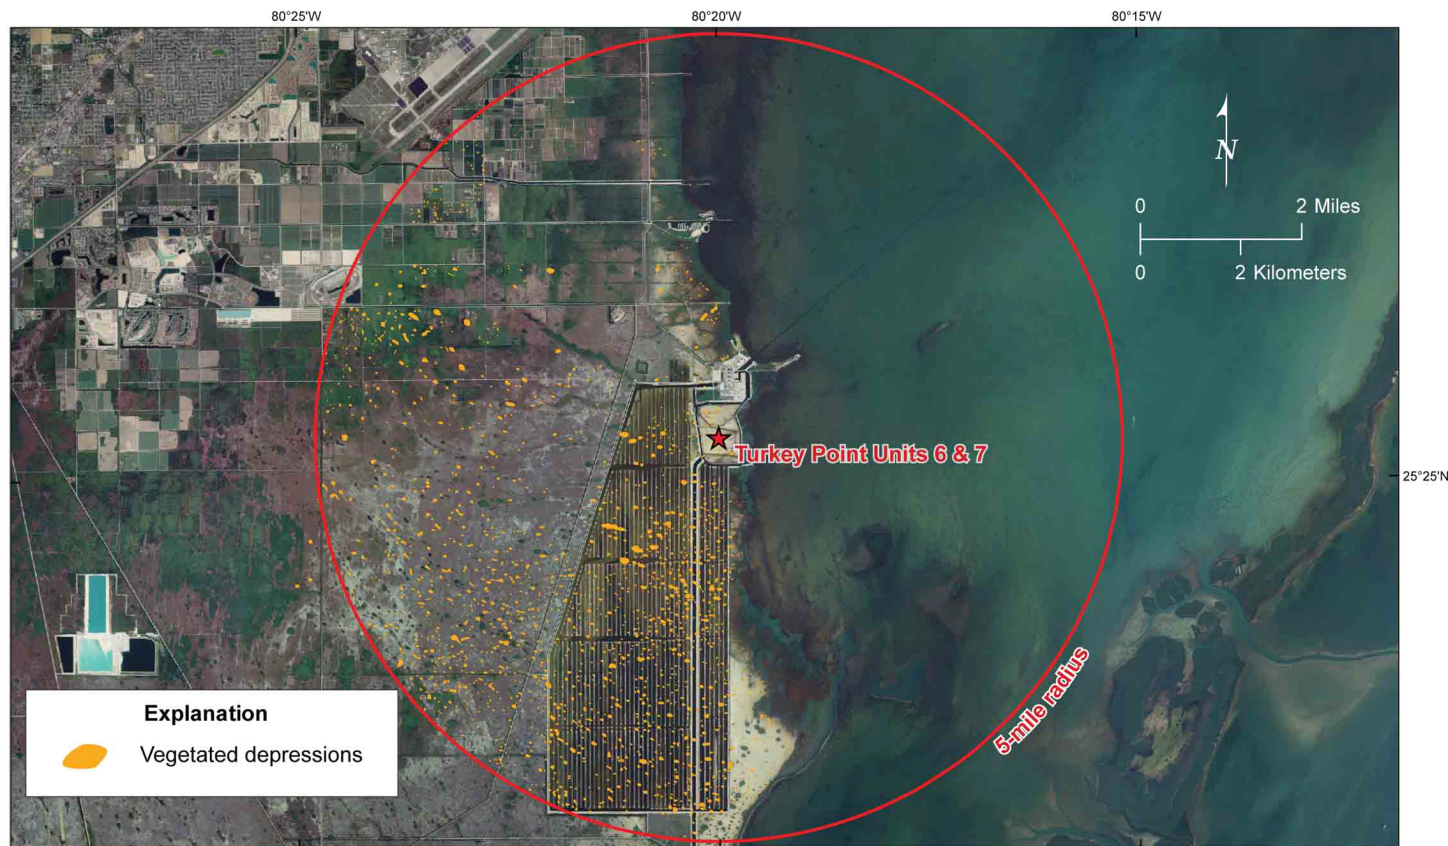 80°25'W
80°20'W
80°15'W
N
0 2 Miles
0 2 Kilometers
Turkey Point Units 6 & 7
25°25'N
5-mile radius
Explanation
Vegetated depressions